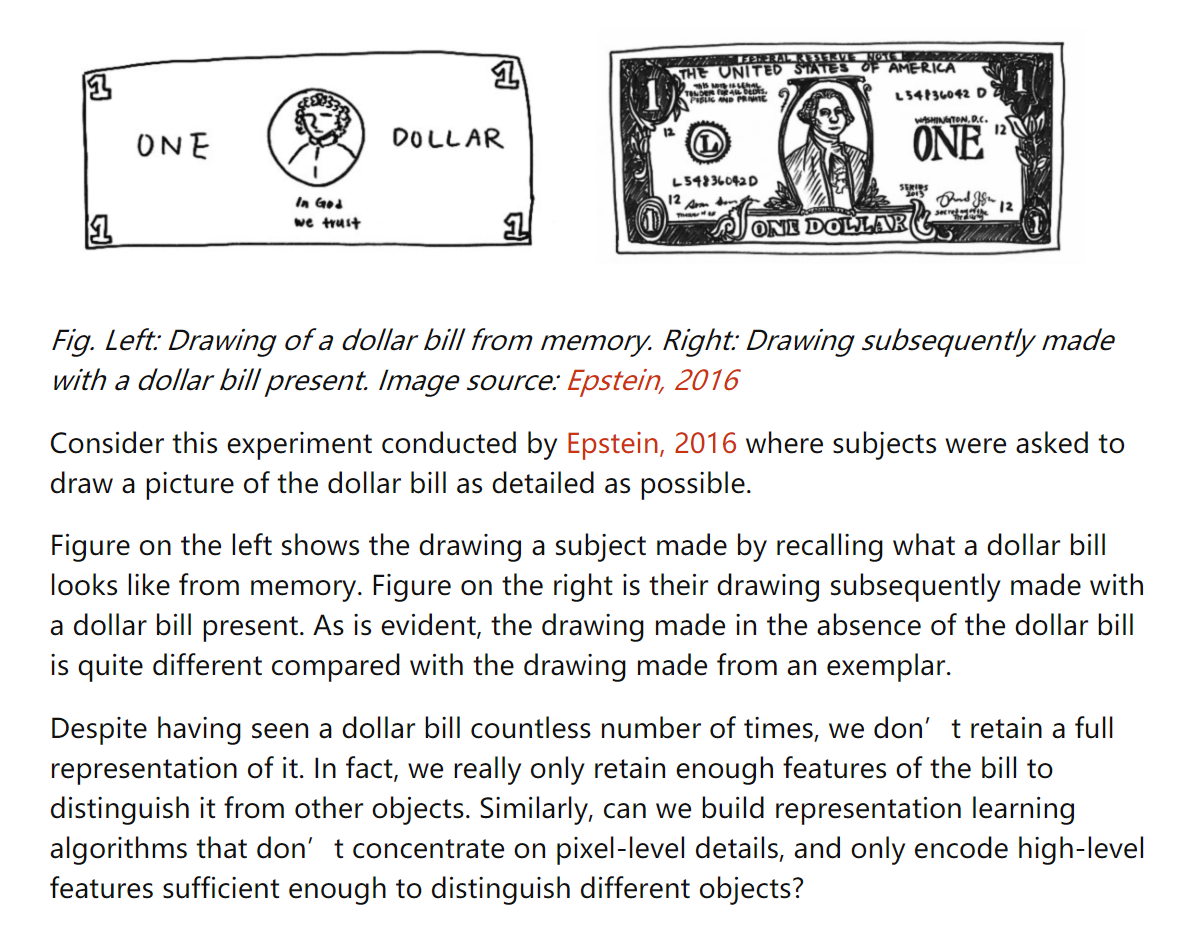 1 1
ONE DOLLAR
In God
we trust
1 1
FEDERAL RESERVE NOTE
THE UNITED STATES OF AMERICA
THIS NOTE IS LEGAL
TENDER FOR ALL DEBTS,
PUBLIC AND PRIVATE
1 1
L54836042 D
12
WASHINGTON, D.C.
ONE 12
L
L54836042D
12
SERIES
2013
12
ONE DOLLAR
1 1
Fig. Left: Drawing of a dollar bill from memory. Right: Drawing subsequently made
with a dollar bill present. Image source: Epstein, 2016
Consider this experiment conducted by Epstein, 2016 where subjects were asked to
draw a picture of the dollar bill as detailed as possible.
Figure on the left shows the drawing a subject made by recalling what a dollar bill
looks like from memory. Figure on the right is their drawing subsequently made with
a dollar bill present. As is evident, the drawing made in the absence of the dollar bill
is quite different compared with the drawing made from an exemplar.
Despite having seen a dollar bill countless number of times, we don’ t retain a full
representation of it. In fact, we really only retain enough features of the bill to
distinguish it from other objects. Similarly, can we build representation learning
algorithms that don’ t concentrate on pixel-level details, and only encode high-level
features sufficient enough to distinguish different objects?